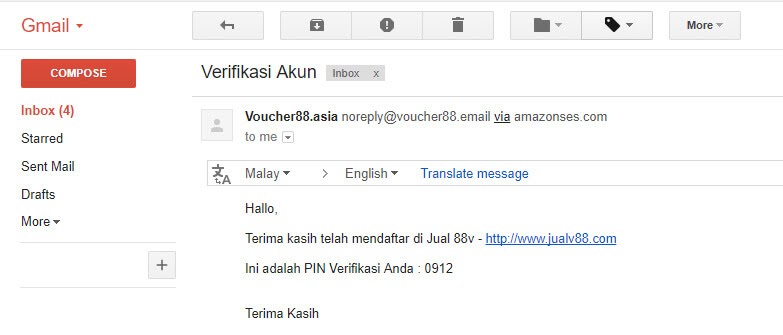 Gmail
More
COMPOSE
Verifikasi Akun Inbox x
Inbox (4)
Starred
Sent Mail
Drafts
More
Voucher88.asia noreply@voucher88.email via amazonses.com
to me
Malay > English Translate message
Hallo,
Terima kasih telah mendaftar di Jual 88v - http://www.jualv88.com
Ini adalah PIN Verifikasi Anda : 0912
Terima Kasih